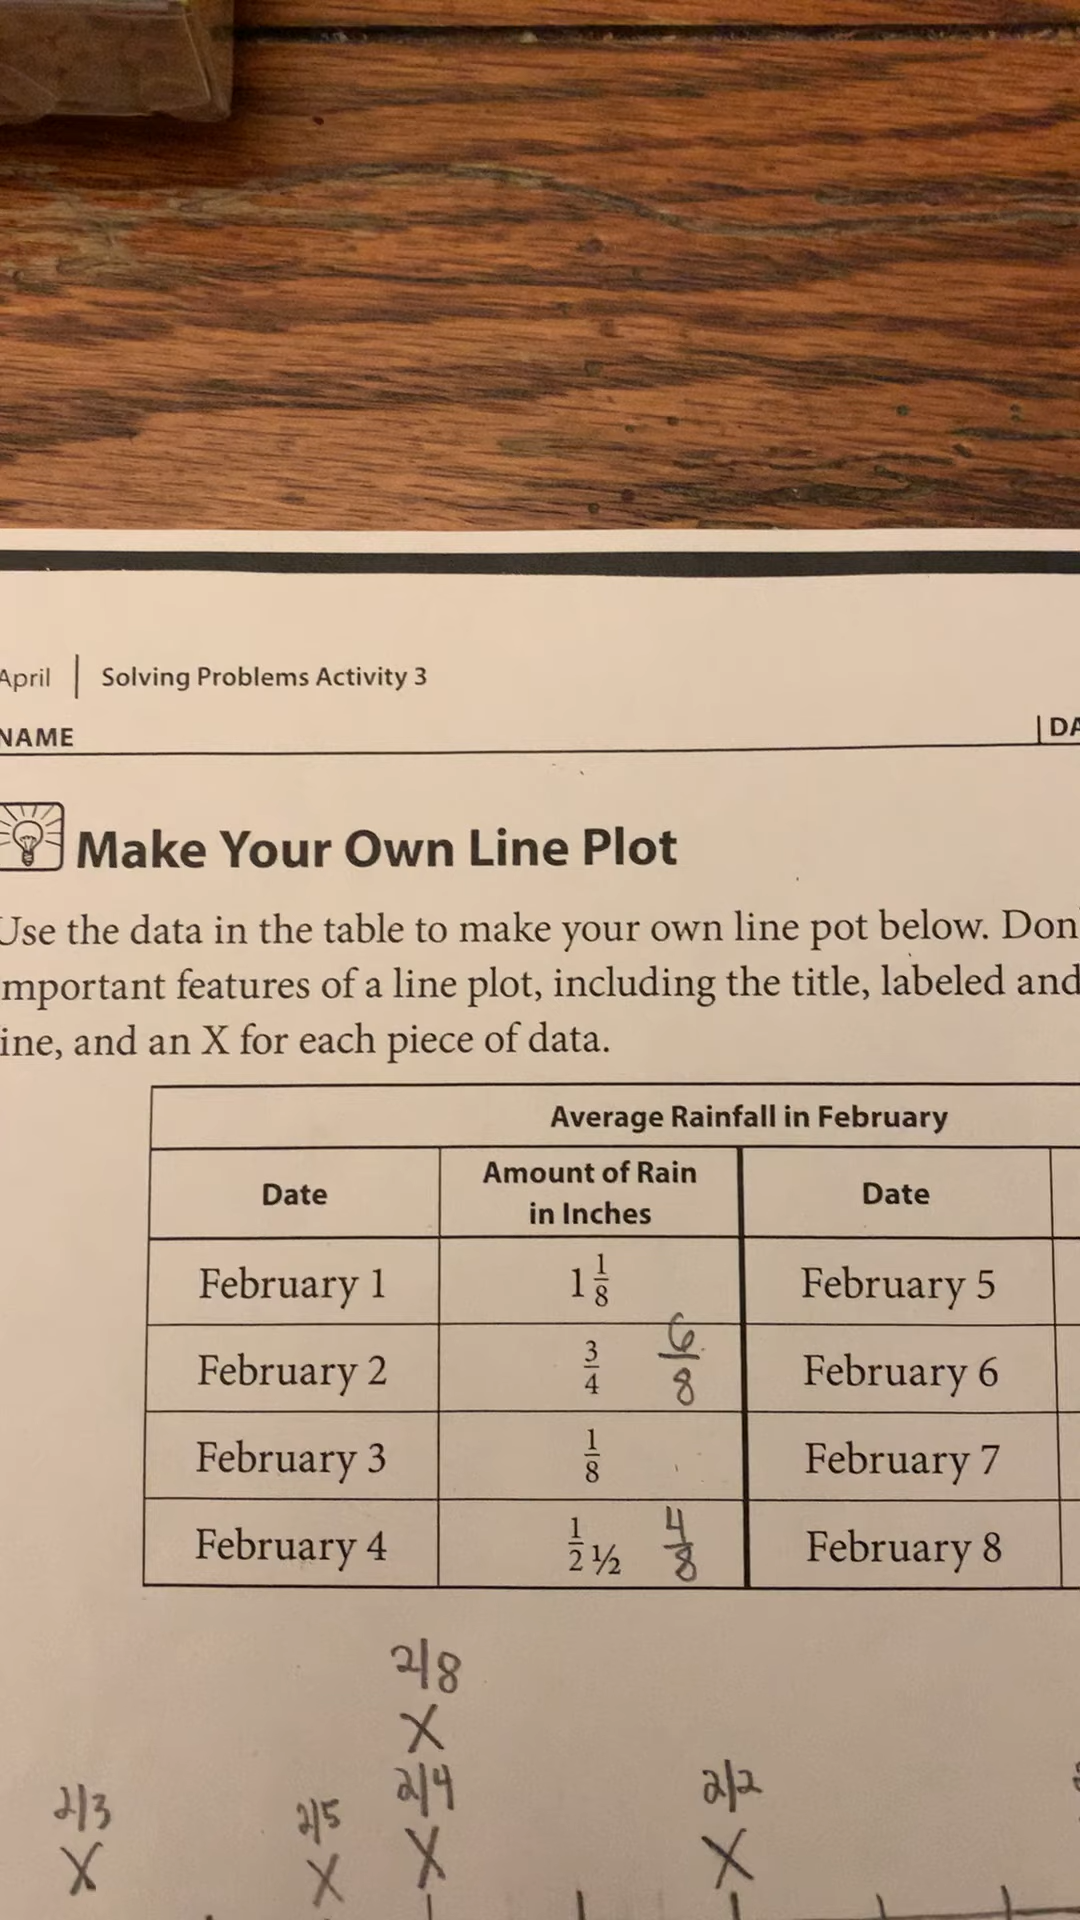 April | Solving Problems Activity 3
NAME
Make Your Own Line Plot
Use the data in the table to make your own line pot below. Don
mportant features of a line plot, including the title, labeled and
ine, and an X for each piece of data.
Average Rainfall in February
Date Amount of Rain in Inches Date
February 1 1 1/8 February 5
February 2 3/4 6/8 February 6
February 3 1/8 February 7
February 4 1/2 ½ 4/8 February 8
2/8
X
2/3 2/5 2/4 2/2
X X X X